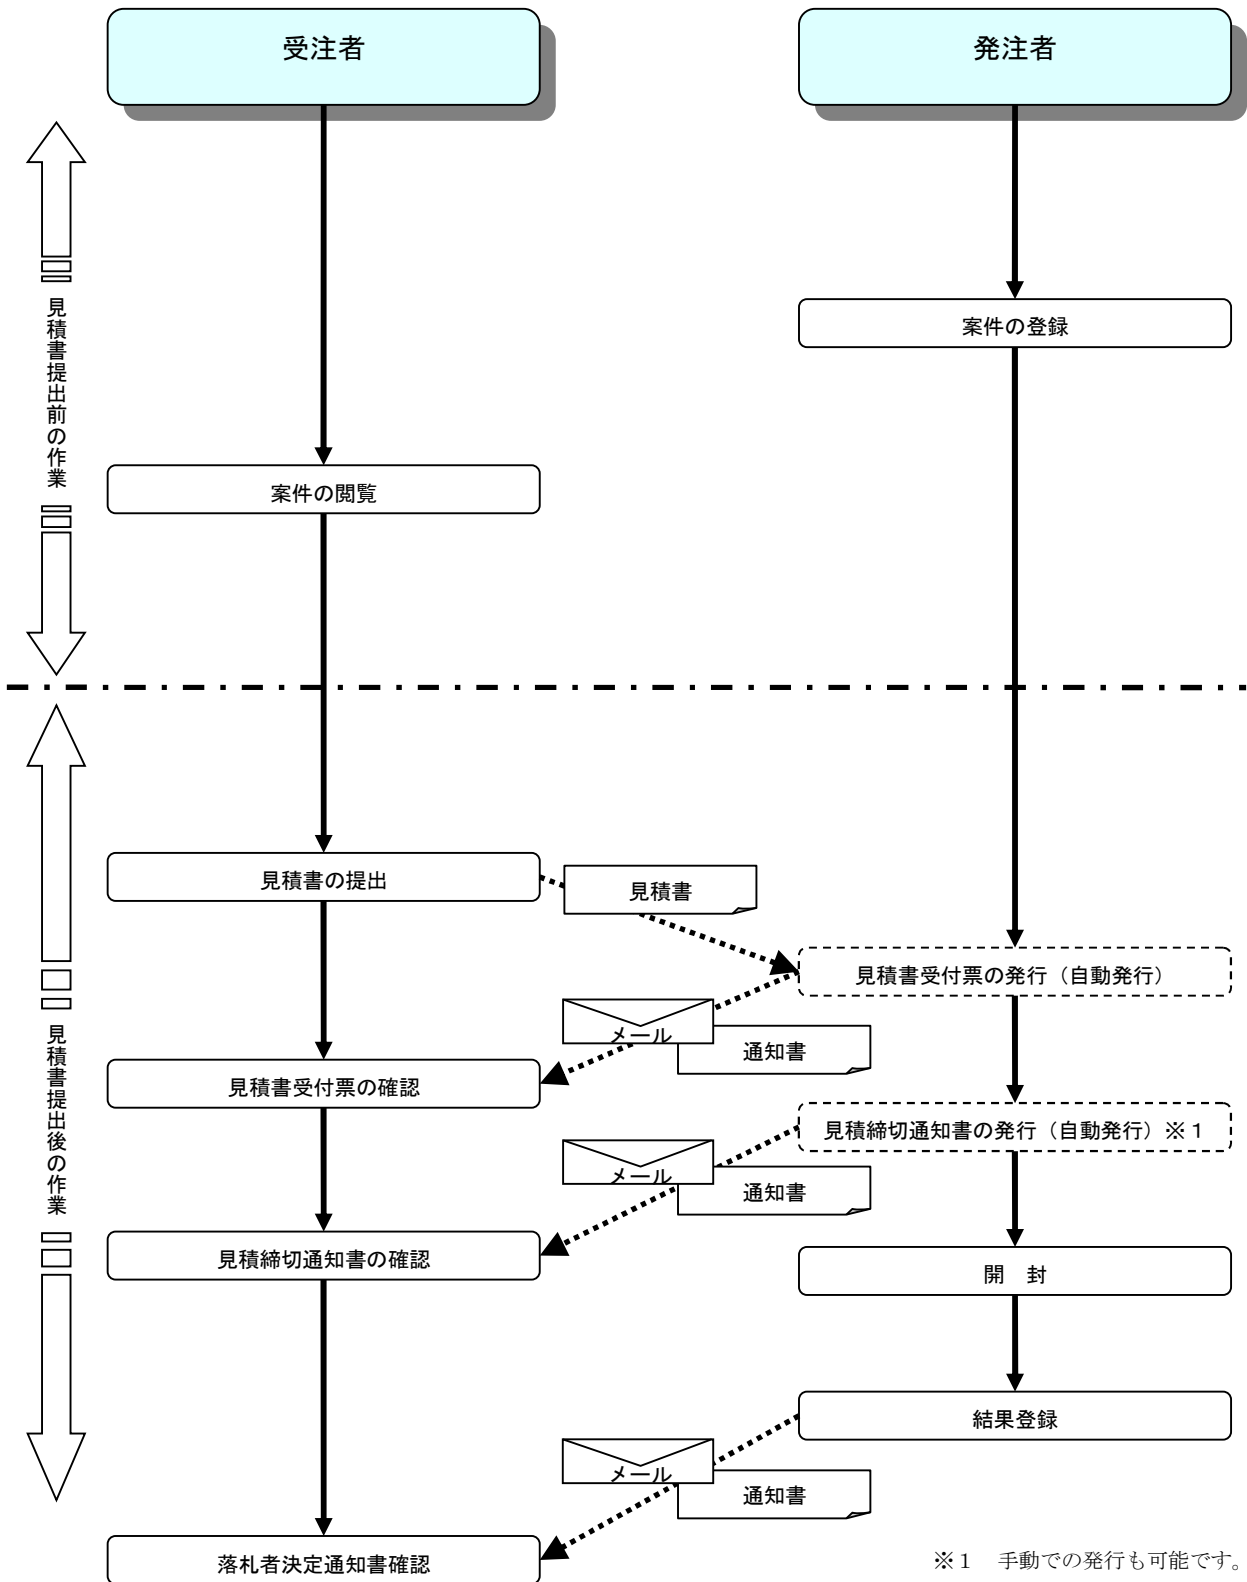 受注者
発注者
見積書提出前の作業
案件の登録
案件の閲覧
見積書提出後の作業
見積書の提出
見積書
見積書受付票の発行（自動発行）
メール
通知書
見積書受付票の確認
見積締切通知書の発行（自動発行）※１
メール
通知書
見積締切通知書の確認
開　封
結果登録
メール
通知書
落札者決定通知書確認
※１　手動での発行も可能です。